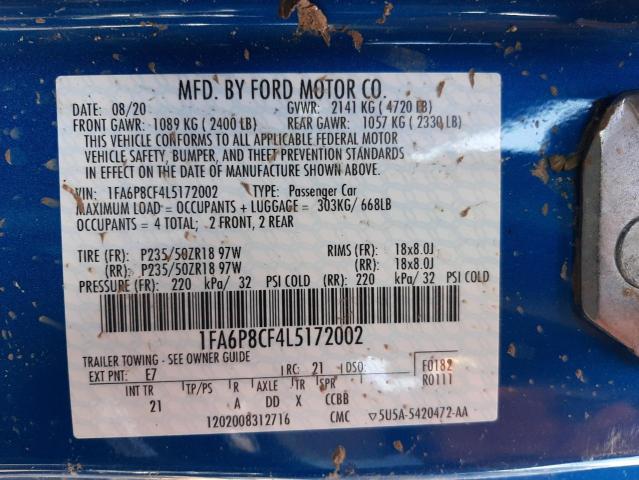 MFD. BY FORD MOTOR CO.
DATE: 08/20 GVWR: 2141 KG ( 4720 LB)
FRONT GAWR: 1089 KG ( 2400 LB) REAR GAWR: 1057 KG ( 2330 LB)
THIS VEHICLE CONFORMS TO ALL APPLICABLE FEDERAL MOTOR
VEHICLE SAFETY, BUMPER, AND THEFT PREVENTION STANDARDS
IN EFFECT ON THE DATE OF MANUFACTURE SHOWN ABOVE.
VIN: 1FA6P8CF4L5172002 TYPE: Passenger Car
MAXIMUM LOAD = OCCUPANTS + LUGGAGE = 303KG/ 668LB
OCCUPANTS = 4 TOTAL; 2 FRONT, 2 REAR
TIRE (FR): P235/50ZR18 97W RIMS (FR): 18x8.0J
(RR): P235/50ZR18 97W (RR): 18x8.0J
PRESSURE (FR): 220 kPa/ 32 PSI COLD (RR): 220 kPa/ 32 PSI COLD
1FA6P8CF4L5172002
TRAILER TOWING - SEE OWNER GUIDE
EXT PNT: E7 RC: 21 DSO: F0182
R0111
INT TR TP/PS R AXLE TR SPR
21 A DD X CCBB
1202008312716 CMC ▽5U5A-5420472-AA